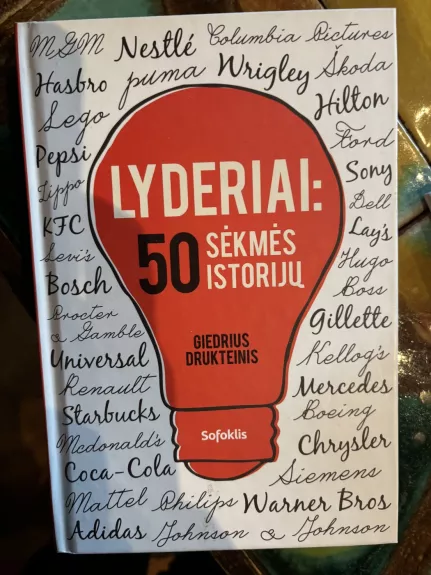 MGM Nestlé Columbia Pictures
Hasbro puma Wrigley Škoda
Lego Hilton
Pepsi Ford
Lippo Sony
KFC Dell
Levi's Lay's
Bosch Hugo Boss
Procter & Gamble Gillette
Universal Kellog's
Renault Mercedes
Starbucks Boeing
Mcdonald's Chrysler
Coca-Cola Siemens
Mattel Philips Warner Bros
Adidas Johnson & Johnson
LYDERIAI:
50 SĖKMĖS
ISTORIJŲ
GIEDRIUS
DRUKTEINIS
Sofoklis